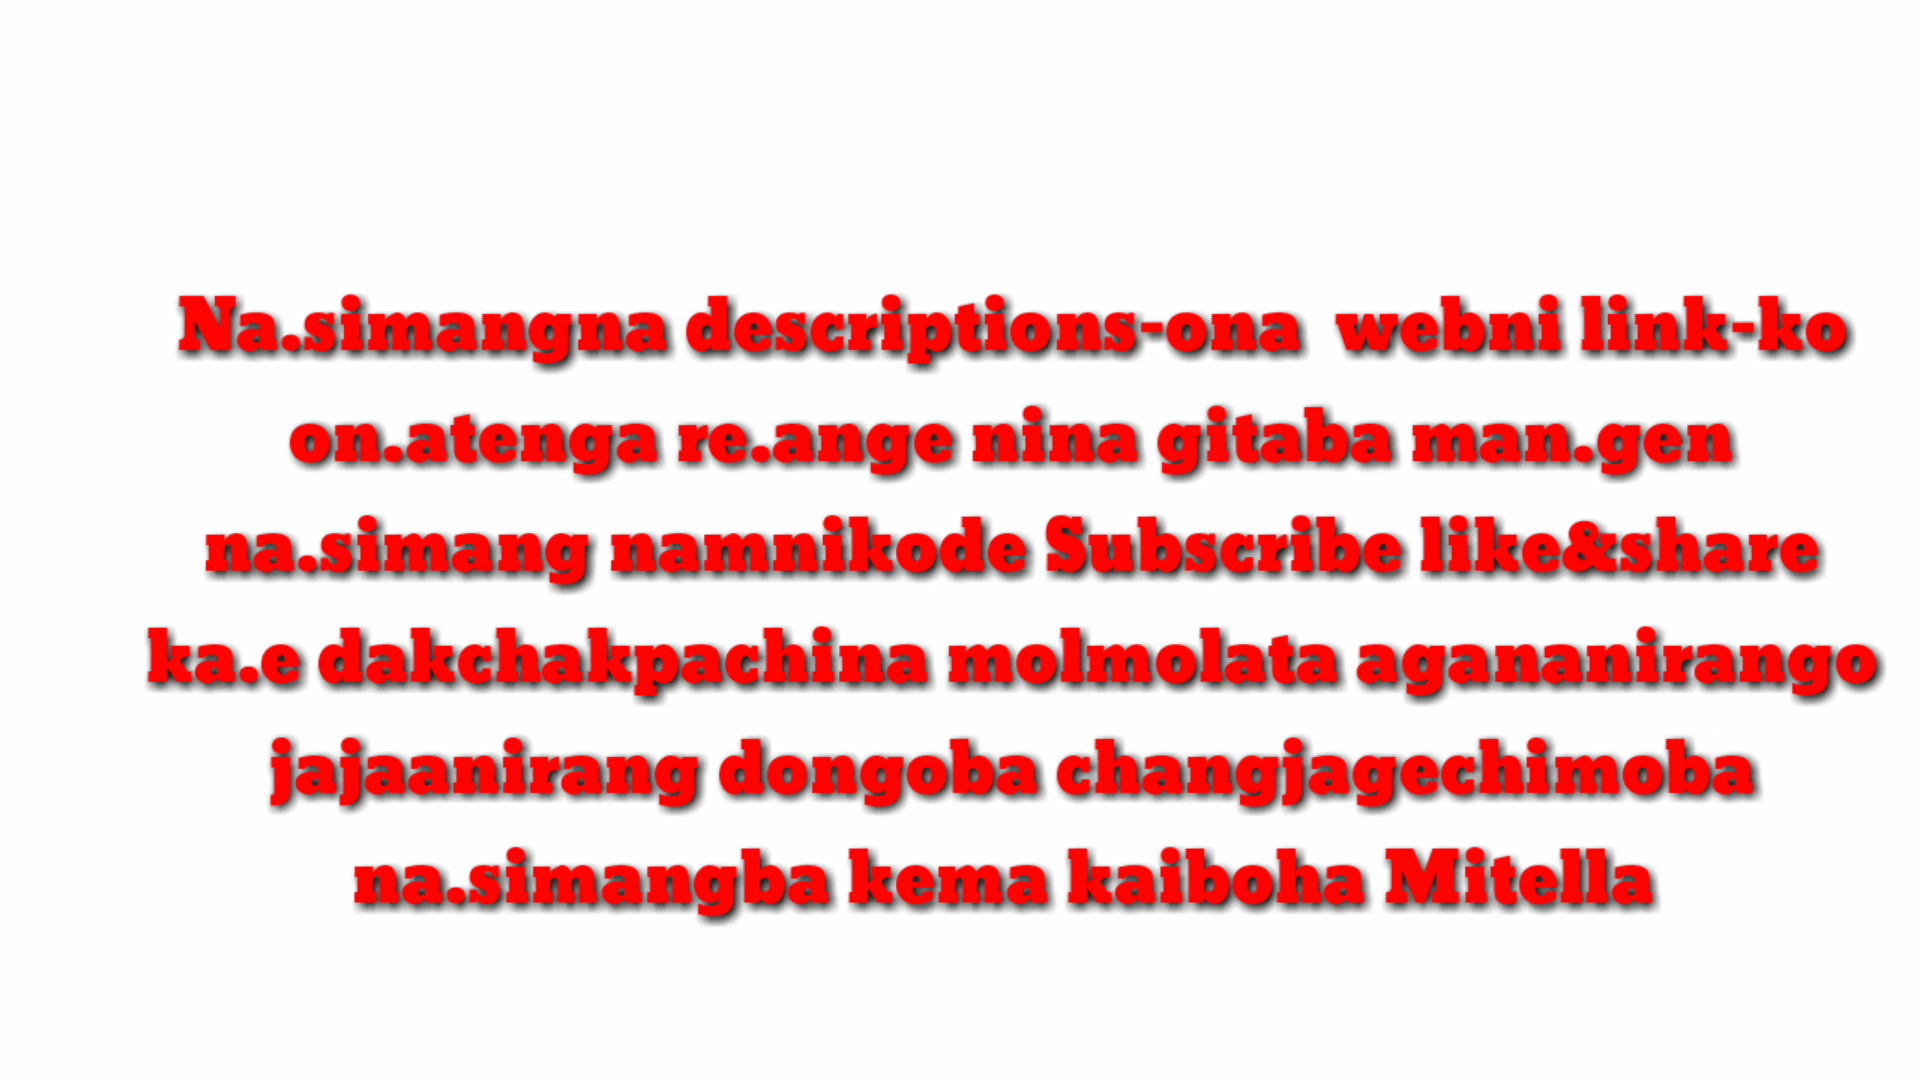 Na.simangna descriptions-ona webni link-ko
on.atenga re.ange nina gitaba man.gen
na.simang namnikode Subscribe like&share
ka.e dakchakpachina molmolata agananirango
jajaanirang dongoba changjagechimoba
na.simangba kema kaiboha Mitella